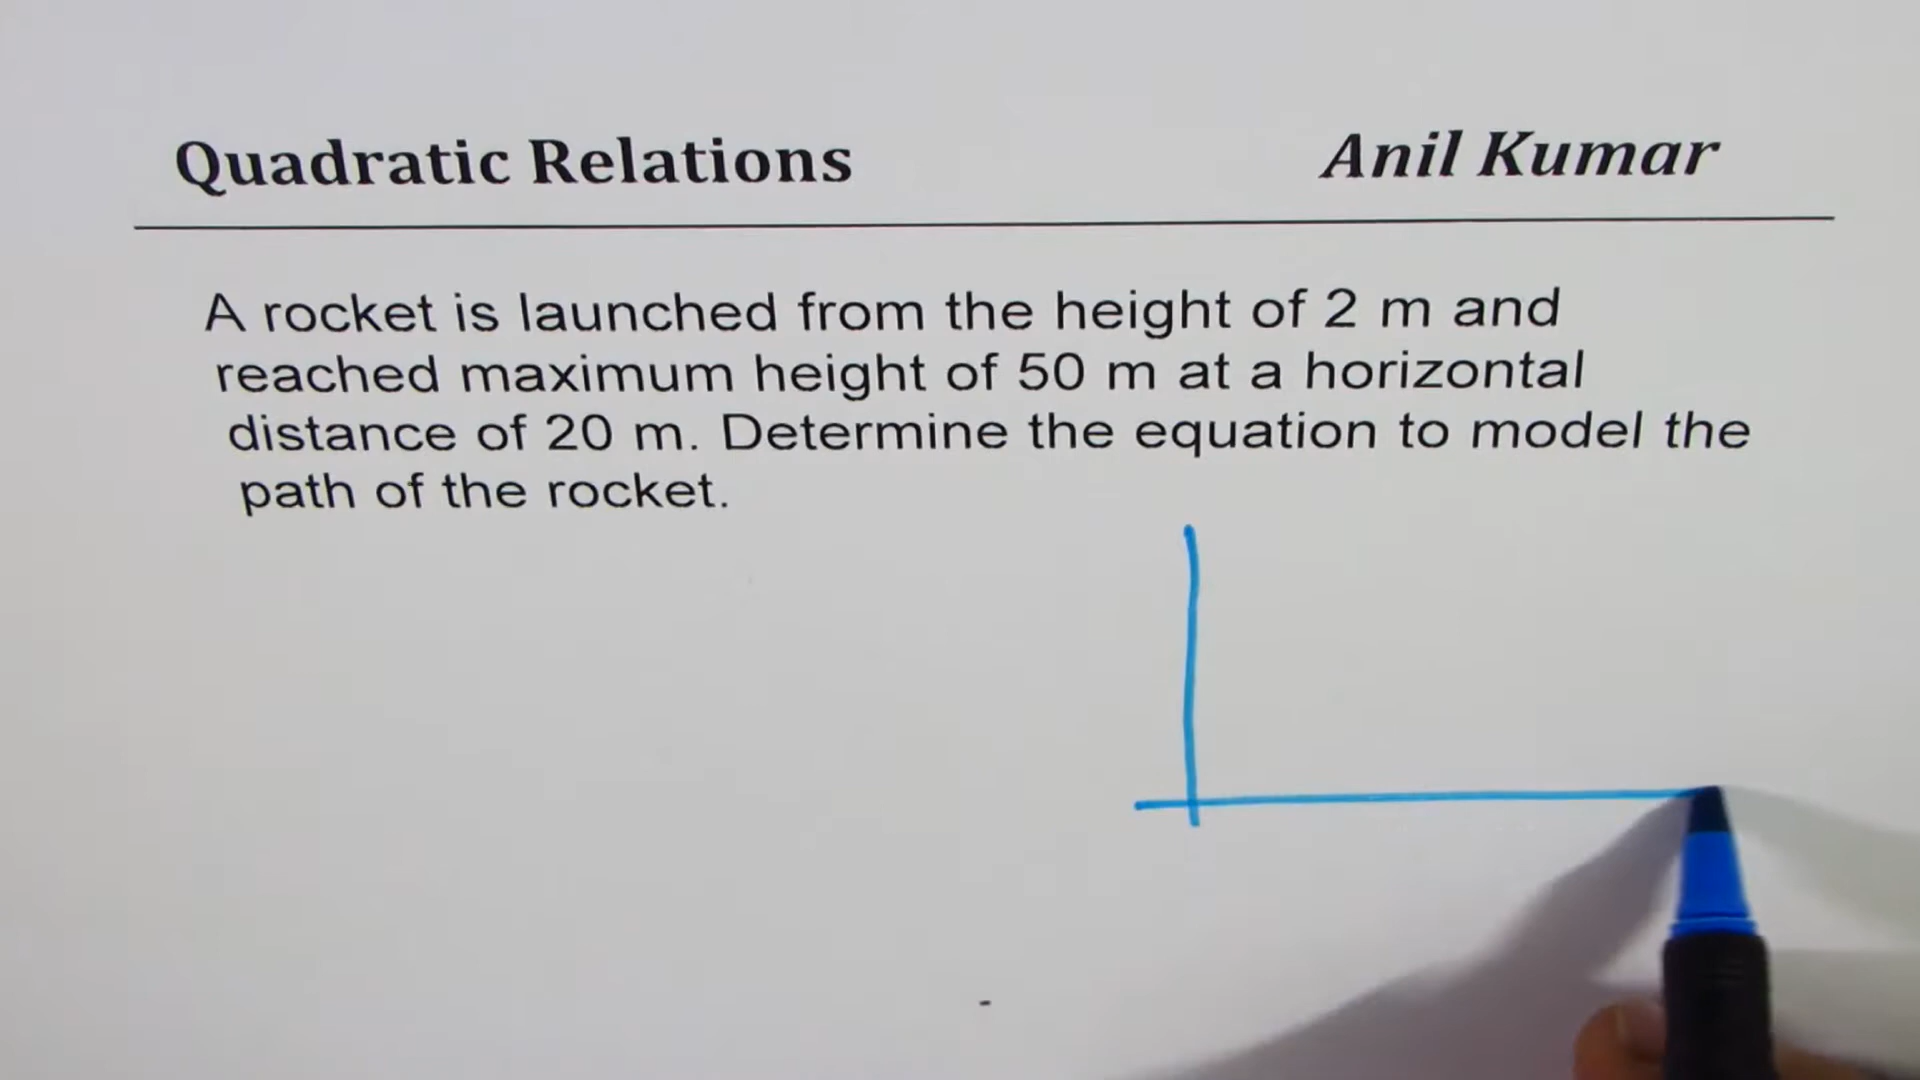 Quadratic Relations
Anil Kumar
A rocket is launched from the height of 2 m and
reached maximum height of 50 m at a horizontal
distance of 20 m. Determine the equation to model the
path of the rocket.